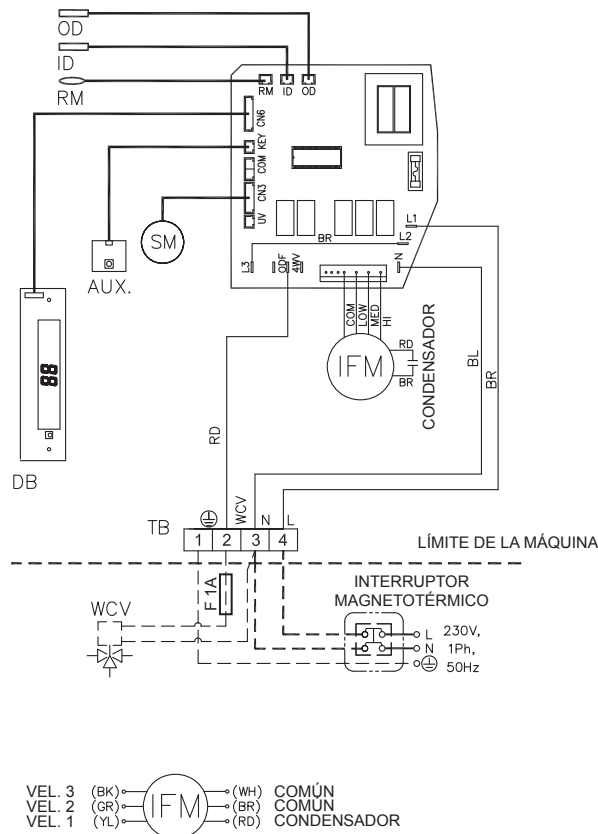 OD
ID
RM
RM ID OD
CN6
KEY
COM
CN3
UV
SM
AUX.
88
DB
L1
L2
BR
L3
ODF
4WV
N
COM
LOW
MED
HI
IFM
RD
BR
CONDENSADOR
BL
BR
RD
WCV
N
L
TB
1 2 3 4
LÍMITE DE LA MÁQUINA
F 1A
WCV
INTERRUPTOR
MAGNETOTÉRMICO
L
N
230V,
1Ph,
50Hz
VEL. 3 (BK) IFM (WH) COMÚN
VEL. 2 (GR) (BR) COMÚN
VEL. 1 (YL) (RD) CONDENSADOR